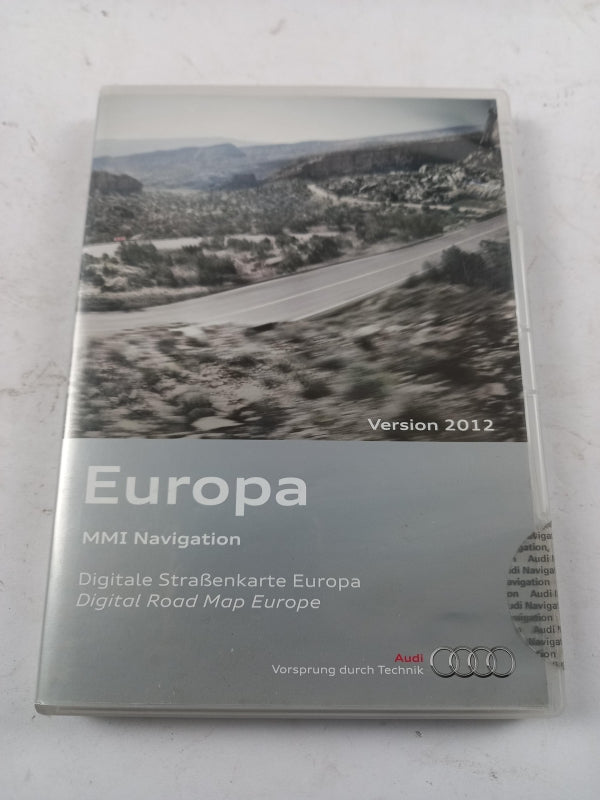 Version 2012
Europa
MMI Navigation
Digitale Straßenkarte Europa
Digital Road Map Europe
Audi
Vorsprung durch Technik